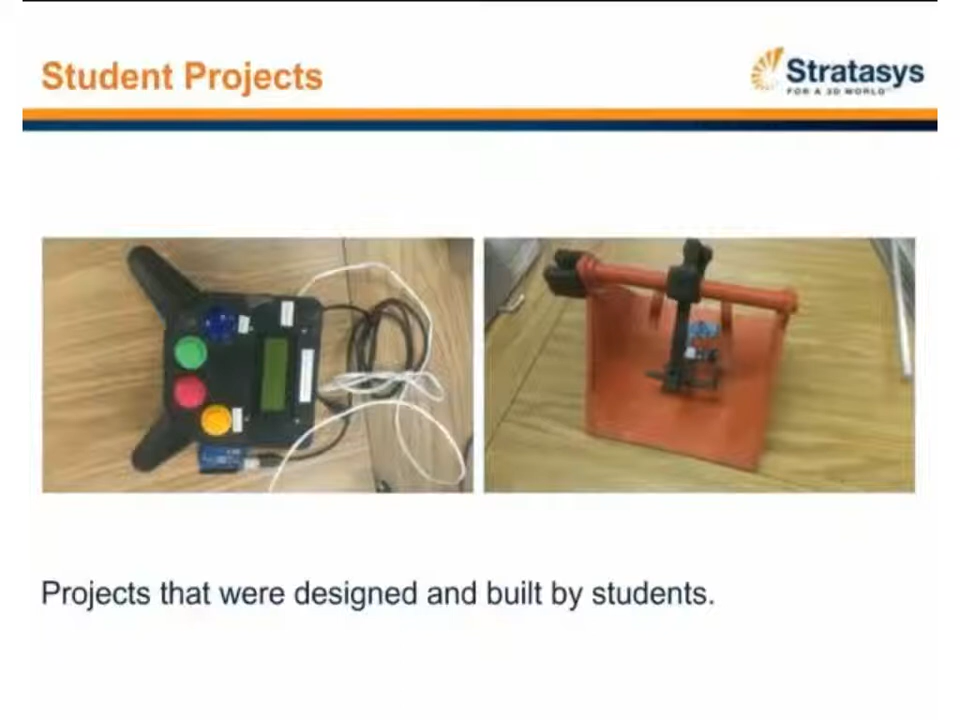 Student Projects
Stratasys
FOR A 3D WORLD
Projects that were designed and built by students.